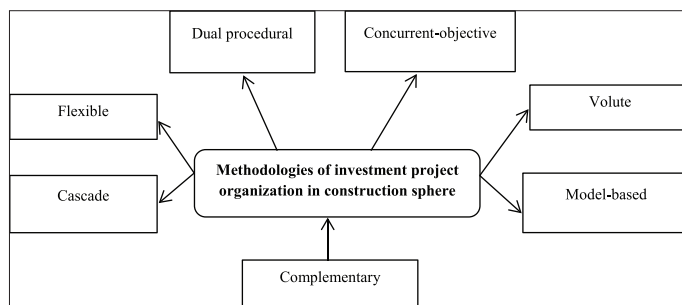 Dual procedural
Concurrent-objective
Flexible
Volute
Methodologies of investment project
organization in construction sphere
Cascade
Model-based
Complementary